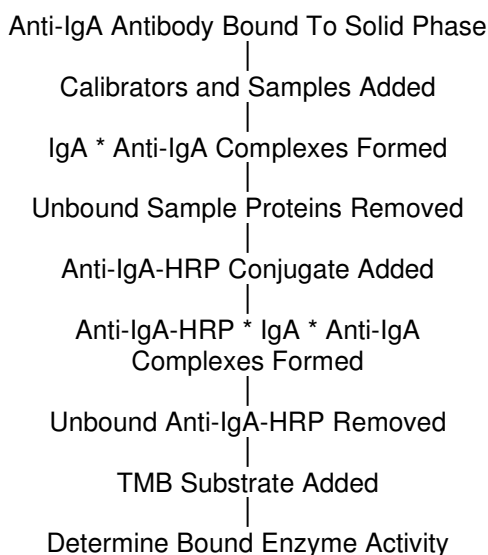 Anti-IgA Antibody Bound To Solid Phase
Calibrators and Samples Added
IgA * Anti-IgA Complexes Formed
Unbound Sample Proteins Removed
Anti-IgA-HRP Conjugate Added
Anti-IgA-HRP * IgA * Anti-IgA
Complexes Formed
Unbound Anti-IgA-HRP Removed
TMB Substrate Added
Determine Bound Enzyme Activity